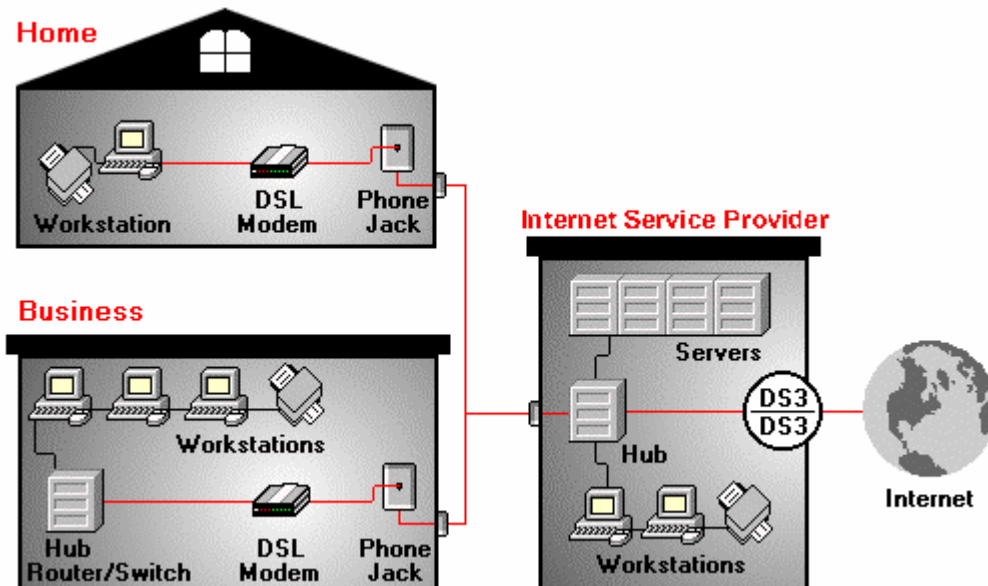 Home
Workstation
DSL
Modem
Phone
Jack
Internet Service Provider
Servers
Hub
Workstations
DS3
DS3
Internet
Business
Workstations
Hub
Router/Switch
DSL
Modem
Phone
Jack